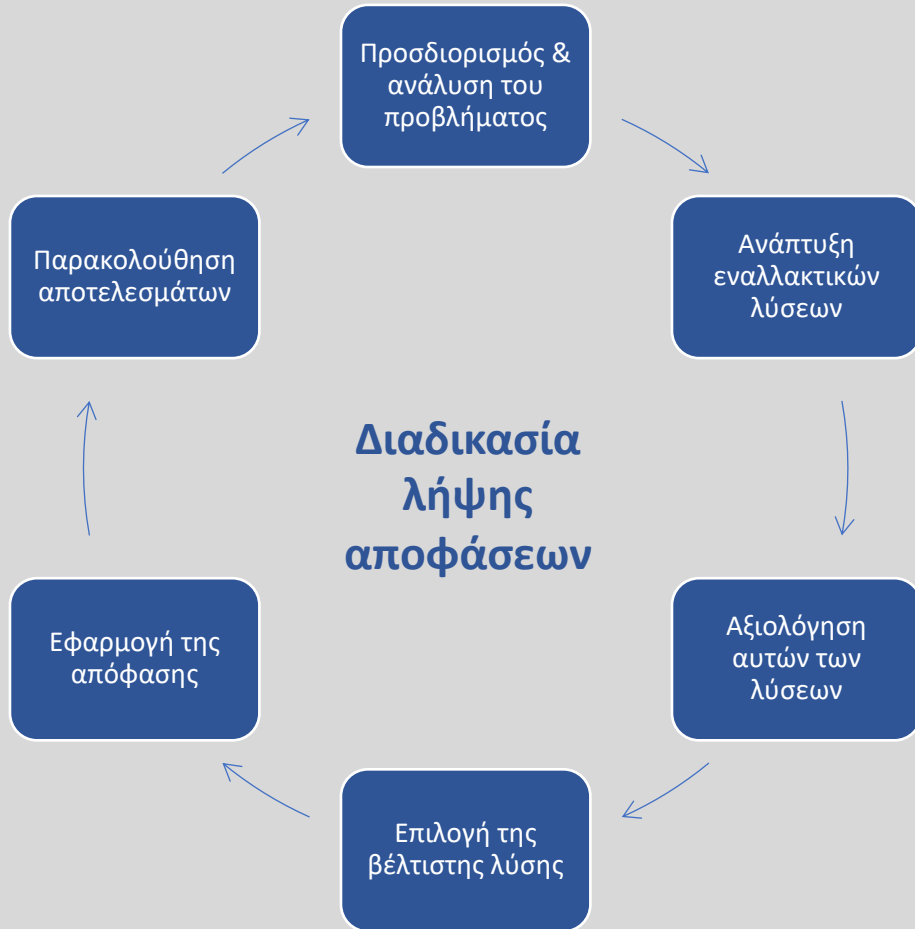 Προσδιορισμός &
ανάλυση του
προβλήματος
Ανάπτυξη
εναλλακτικών
λύσεων
Αξιολόγηση
αυτών των
λύσεων
Επιλογή της
βέλτιστης λύσης
Εφαρμογή της
απόφασης
Παρακολούθηση
αποτελεσμάτων
Διαδικασία
λήψης
αποφάσεων